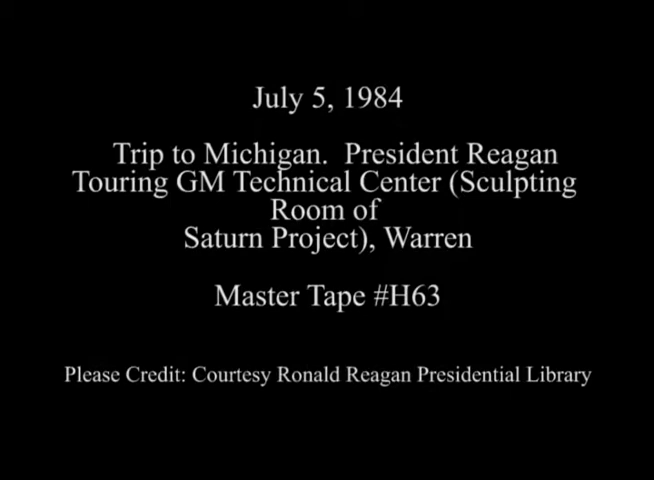 July 5, 1984
Trip to Michigan.  President Reagan
Touring GM Technical Center (Sculpting
Room of
Saturn Project), Warren
Master Tape #H63
Please Credit: Courtesy Ronald Reagan Presidential Library